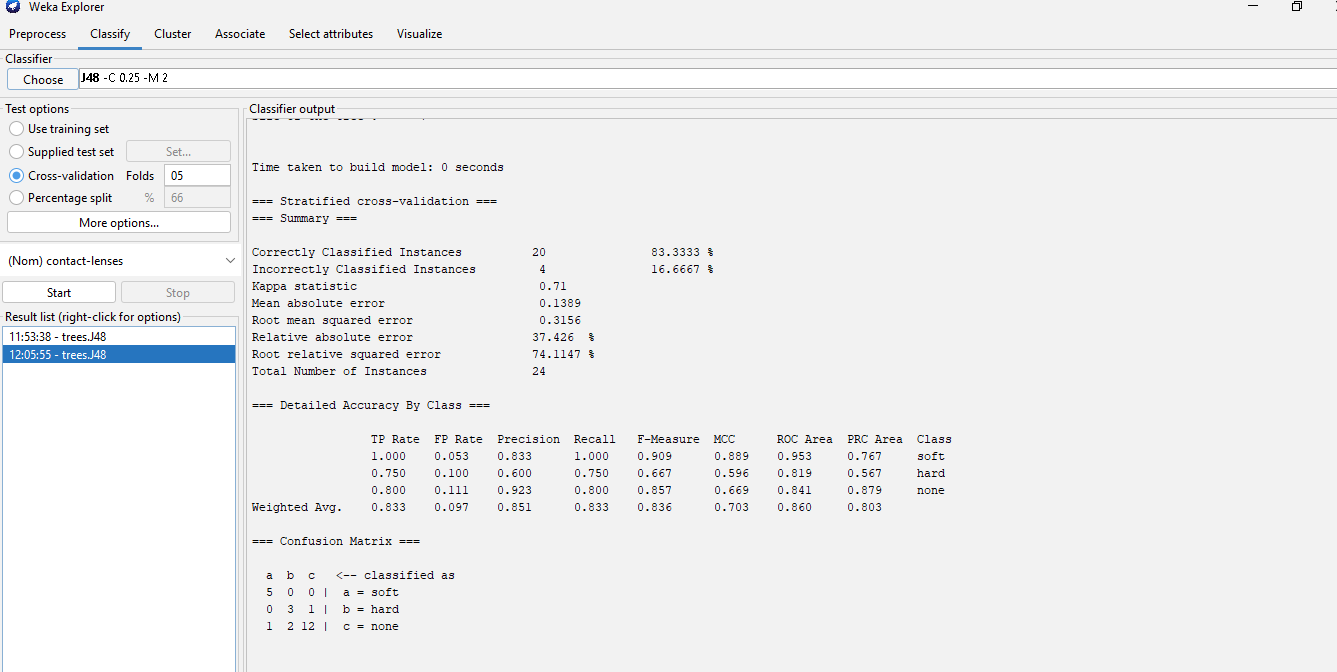 Weka Explorer
Preprocess Classify Cluster Associate Select attributes Visualize
Classifier
Choose J48 -C 0.25 -M 2
Test options
Use training set
Supplied test set Set...
Cross-validation Folds 05
Percentage split % 66
More options...
(Nom) contact-lenses
Start Stop
Result list (right-click for options)
11:53:38 - trees.J48
12:05:55 - trees.J48
Classifier output
Time taken to build model: 0 seconds
=== Stratified cross-validation ===
=== Summary ===
Correctly Classified Instances 20 83.3333 %
Incorrectly Classified Instances 4 16.6667 %
Kappa statistic 0.71
Mean absolute error 0.1389
Root mean squared error 0.3156
Relative absolute error 37.426 %
Root relative squared error 74.1147 %
Total Number of Instances 24
=== Detailed Accuracy By Class ===
TP Rate FP Rate Precision Recall F-Measure MCC ROC Area PRC Area Class
1.000 0.053 0.833 1.000 0.909 0.889 0.953 0.767 soft
0.750 0.100 0.600 0.750 0.667 0.596 0.819 0.567 hard
0.800 0.111 0.923 0.800 0.857 0.669 0.841 0.879 none
Weighted Avg. 0.833 0.097 0.851 0.833 0.836 0.703 0.860 0.803
=== Confusion Matrix ===
a b c <-- classified as
5 0 0 | a = soft
0 3 1 | b = hard
1 2 12 | c = none